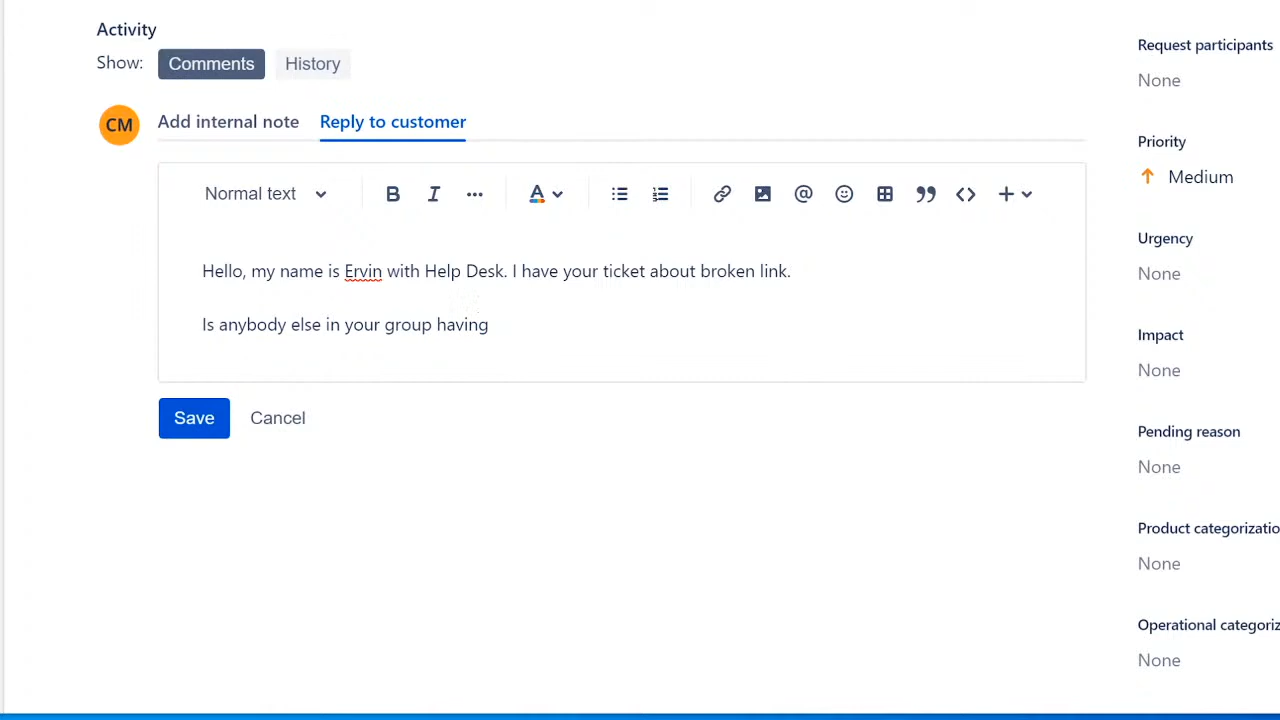 Activity
Show: Comments History
CM Add internal note Reply to customer
Normal text
Hello, my name is Ervin with Help Desk. I have your ticket about broken link.
Is anybody else in your group having
Save Cancel
Request participants
None
Priority
Medium
Urgency
None
Impact
None
Pending reason
None
Product categorizatio
None
Operational categoriz
None